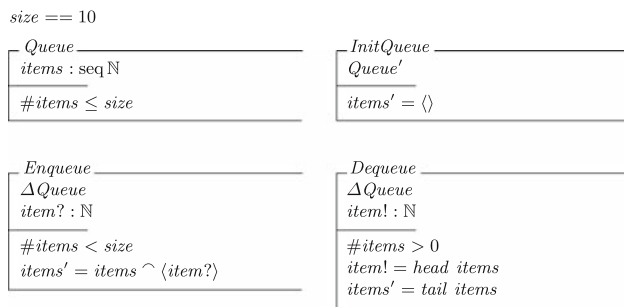 size == 10
Queue
items : seq ℕ
#items ≤ size
InitQueue
Queue′
items′ = ⟨⟩
Enqueue
ΔQueue
item? : ℕ
#items < size
items′ = items ⌢ ⟨item?⟩
Dequeue
ΔQueue
item! : ℕ
#items > 0
item! = head items
items′ = tail items